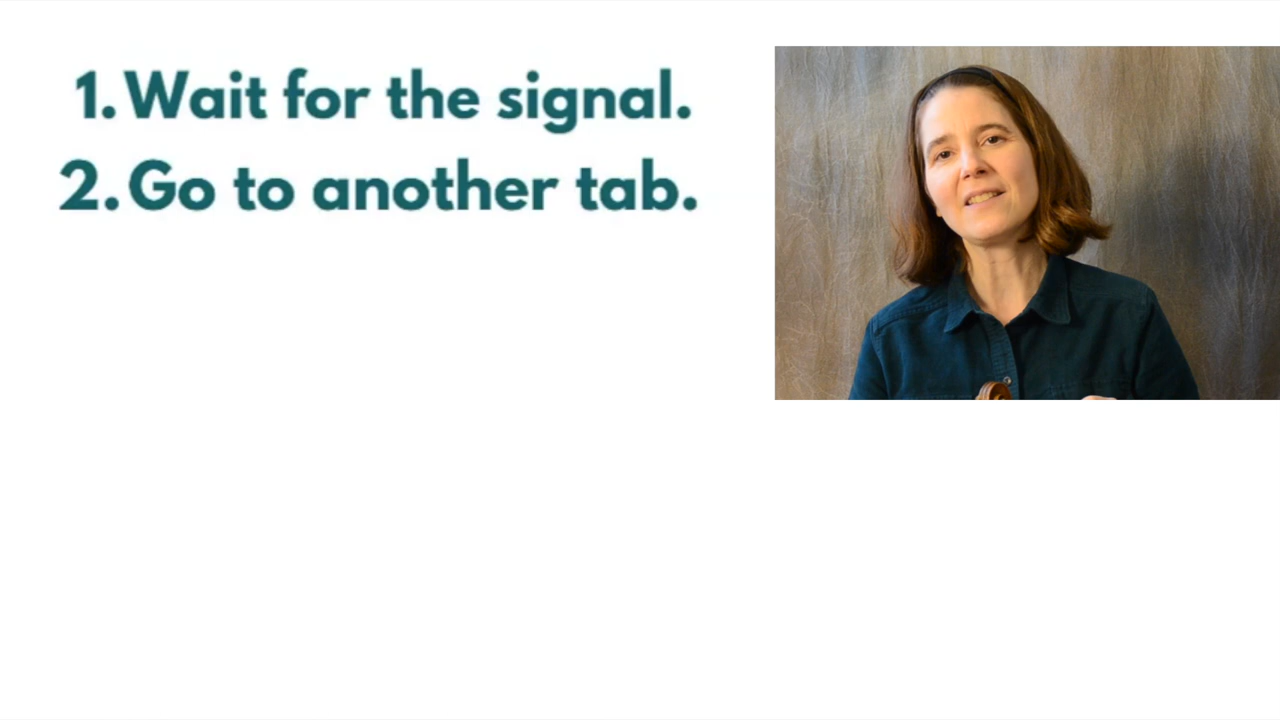 1. Wait for the signal.
2. Go to another tab.